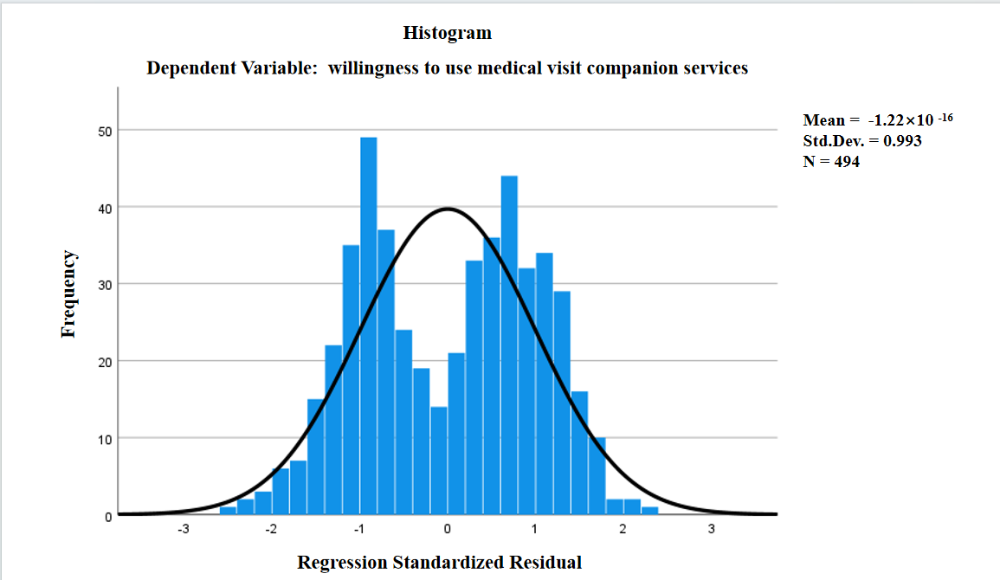 Histogram
Dependent Variable: willingness to use medical visit companion services
Mean = -1.22×10 -16
Std.Dev. = 0.993
N = 494
Frequency
50
40
30
20
10
0
-3 -2 -1 0 1 2 3
Regression Standardized Residual